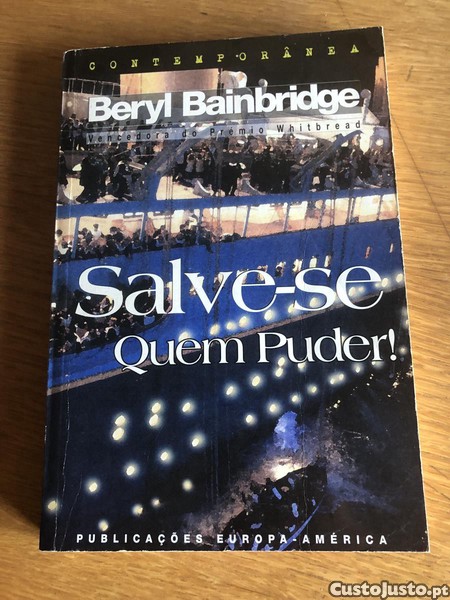 CONTEMPORÂNEA
Beryl Bainbridge
Vencedora do Prémio Whitbread
Salve-se
Quem Puder!
PUBLICAÇÕES EUROPA-AMÉRICA
CustoJusto.pt